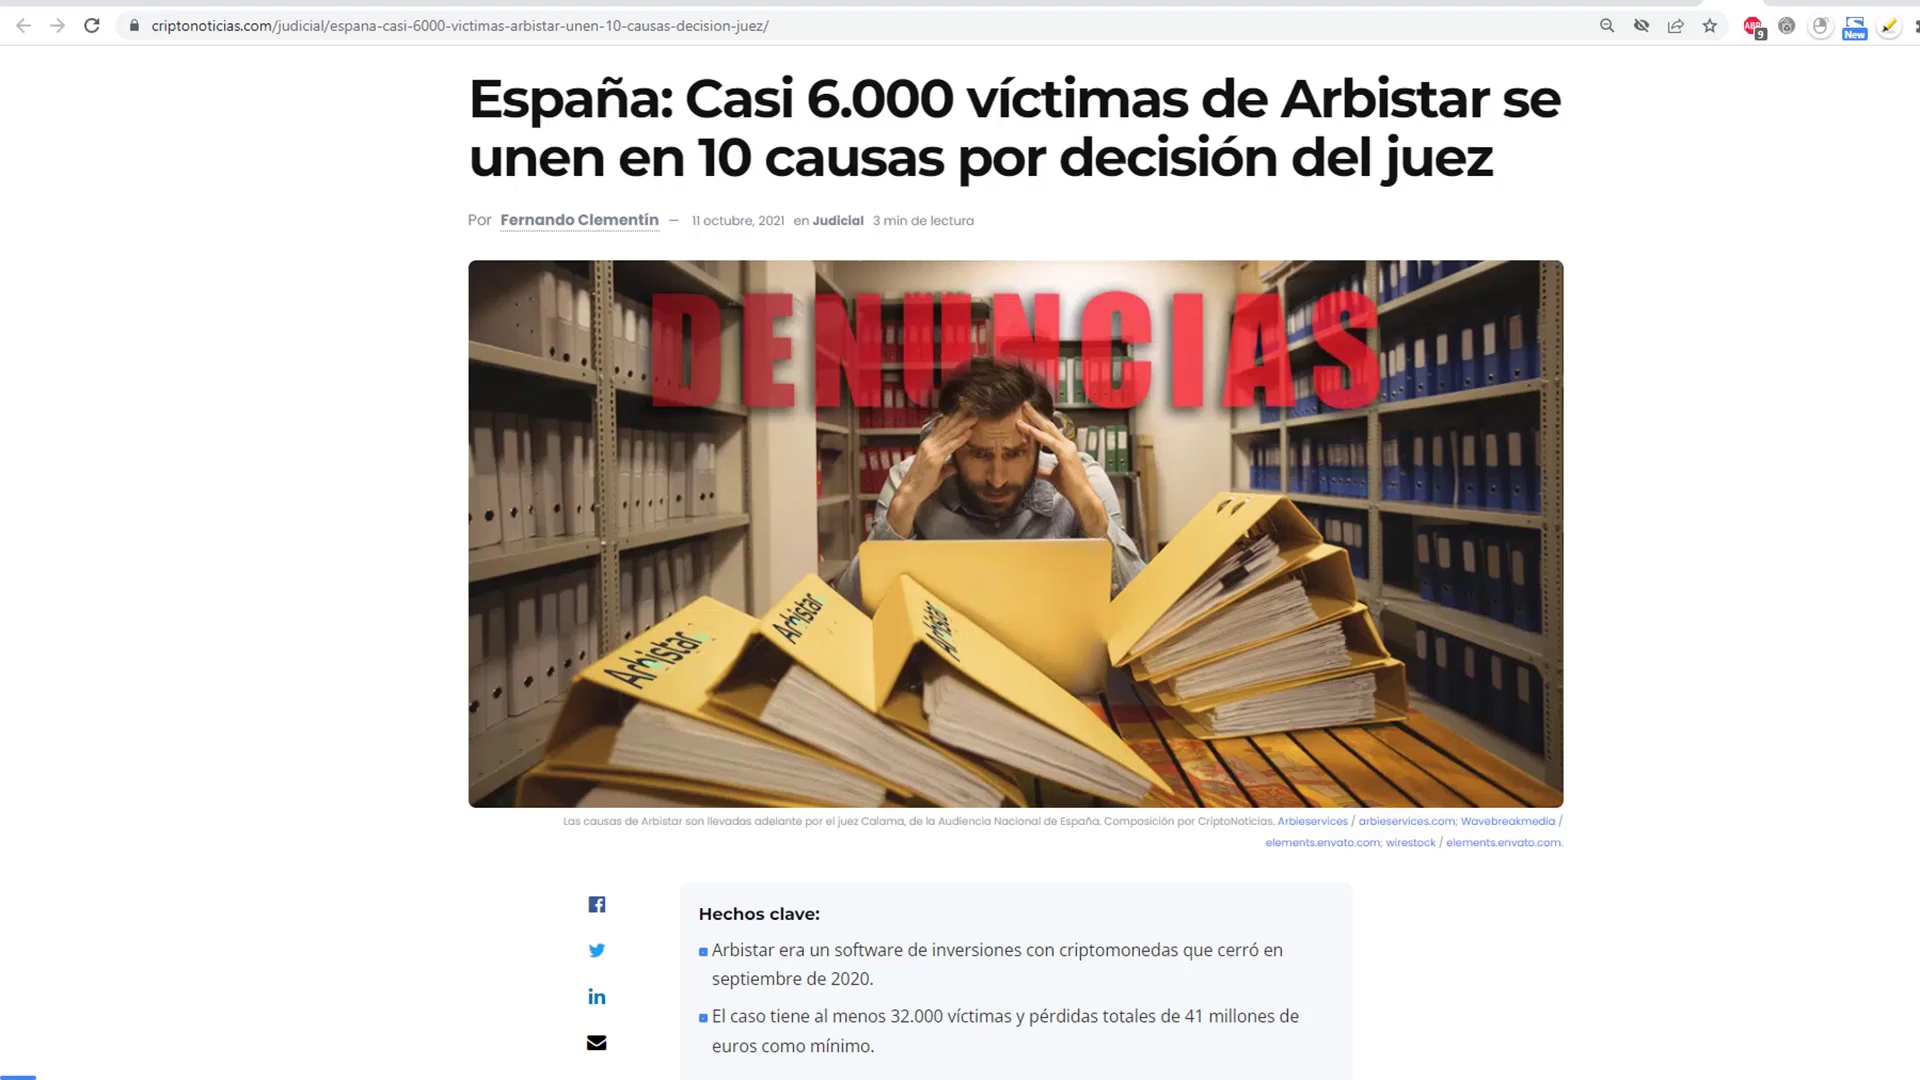 criptonoticias.com/judicial/espana-casi-6000-victimas-arbistar-unen-10-causas-decision-juez/
ABP
9
New
España: Casi 6.000 víctimas de Arbistar se
unen en 10 causas por decisión del juez
Por Fernando Clementín — 11 octubre, 2021 en Judicial 3 min de lectura
DENUNCIAS
Arbistar
Arbistar
Arbistar
Las causas de Arbistar son llevadas adelante por el juez Calama, de la Audiencia Nacional de España. Composición por CriptoNoticias. Arbieservices / arbieservices.com; Wavebreakmedia /
elements.envato.com; wirestock / elements.envato.com.
Hechos clave:
Arbistar era un software de inversiones con criptomonedas que cerró en
septiembre de 2020.
El caso tiene al menos 32.000 víctimas y pérdidas totales de 41 millones de
euros como mínimo.